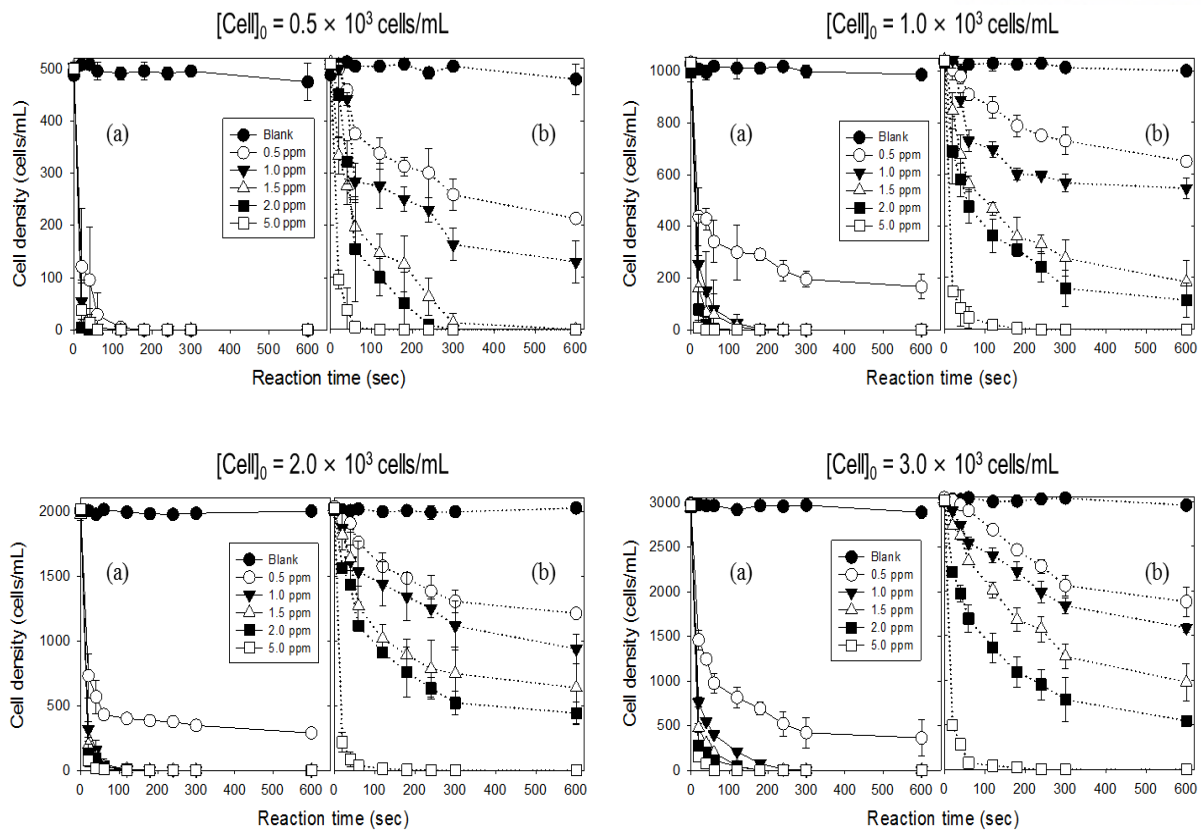 [Cell]₀ = 0.5 × 10³ cells/mL
Cell density (cells/mL)
500
400
300
200
100
0
(a)
Blank
0.5 ppm
1.0 ppm
1.5 ppm
2.0 ppm
5.0 ppm
(b)
0 100 200 300 400 500 600 0 100 200 300 400 500 600
Reaction time (sec)
[Cell]₀ = 1.0 × 10³ cells/mL
Cell density (cells/mL)
1000
800
600
400
200
0
(a)
Blank
0.5 ppm
1.0 ppm
1.5 ppm
2.0 ppm
5.0 ppm
(b)
0 100 200 300 400 500 600 0 100 200 300 400 500 600
Reaction time (sec)
[Cell]₀ = 2.0 × 10³ cells/mL
Cell density (cells/mL)
2000
1500
1000
500
0
(a)
Blank
0.5 ppm
1.0 ppm
1.5 ppm
2.0 ppm
5.0 ppm
(b)
0 100 200 300 400 500 600 0 100 200 300 400 500 600
Reaction time (sec)
[Cell]₀ = 3.0 × 10³ cells/mL
Cell density (cells/mL)
3000
2500
2000
1500
1000
500
0
(a)
Blank
0.5 ppm
1.0 ppm
1.5 ppm
2.0 ppm
5.0 ppm
(b)
0 100 200 300 400 500 600 0 100 200 300 400 500 600
Reaction time (sec)